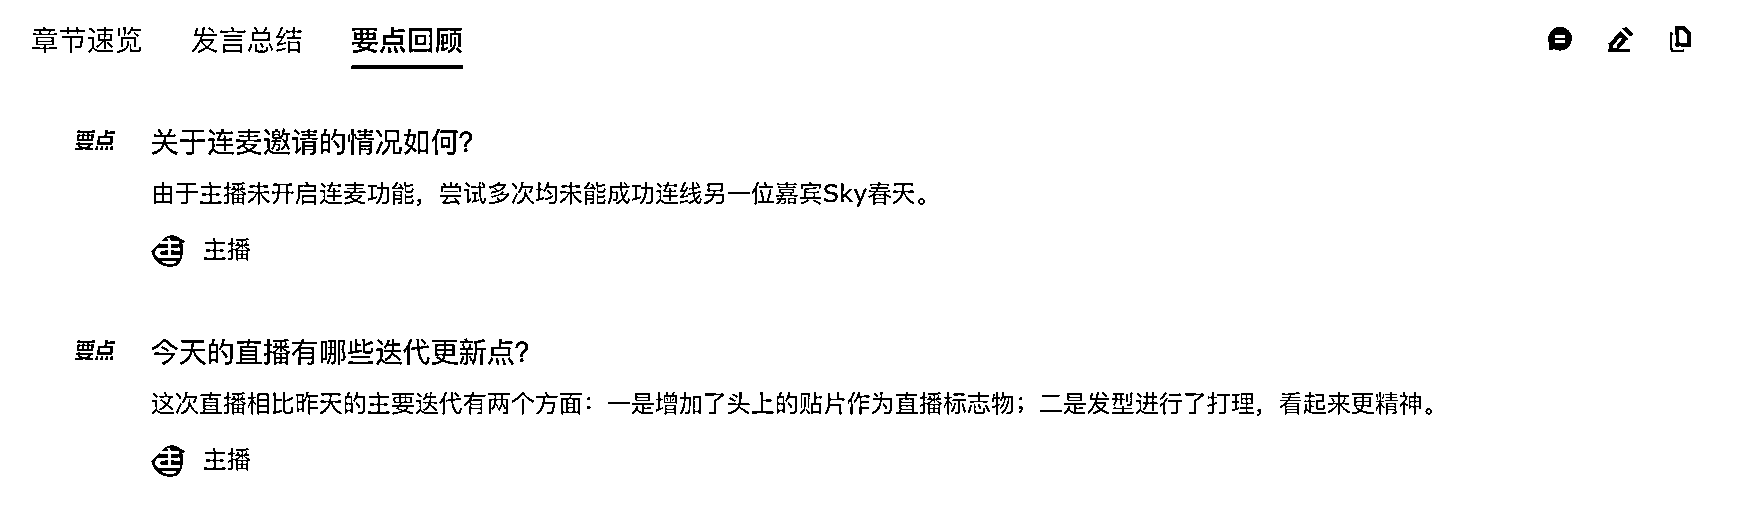 章节速览 发言总结 要点回顾
要点 关于连麦邀请的情况如何?
由于主播未开启连麦功能，尝试多次均未能成功连线另一位嘉宾Sky春天。
主 主播
要点 今天的直播有哪些迭代更新点?
这次直播相比昨天的主要迭代有两个方面：一是增加了头上的贴片作为直播标志物；二是发型进行了打理，看起来更精神。
主 主播